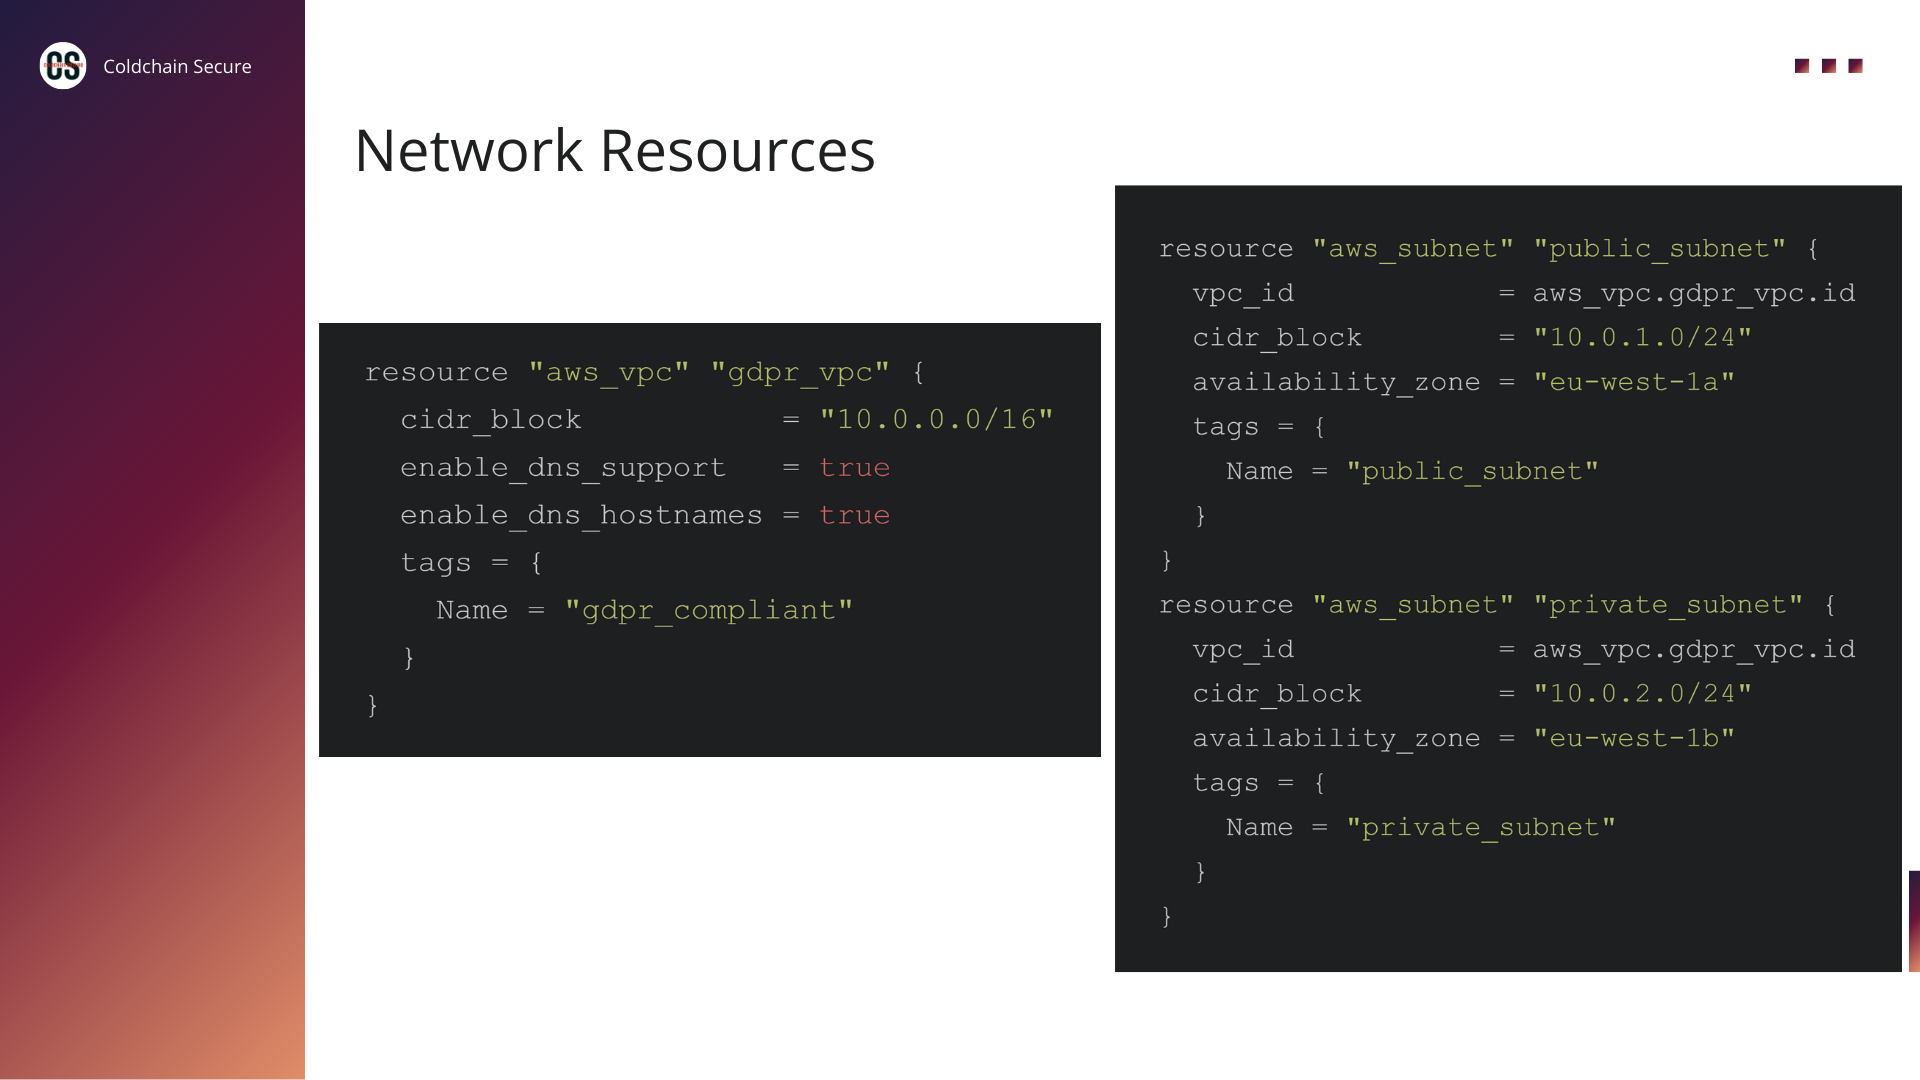 CS
Coldchain Secure
Network Resources
resource "aws_vpc" "gdpr_vpc" {
  cidr_block           = "10.0.0.0/16"
  enable_dns_support   = true
  enable_dns_hostnames = true
  tags = {
    Name = "gdpr_compliant"
  }
}
resource "aws_subnet" "public_subnet" {
  vpc_id            = aws_vpc.gdpr_vpc.id
  cidr_block        = "10.0.1.0/24"
  availability_zone = "eu-west-1a"
  tags = {
    Name = "public_subnet"
  }
}
resource "aws_subnet" "private_subnet" {
  vpc_id            = aws_vpc.gdpr_vpc.id
  cidr_block        = "10.0.2.0/24"
  availability_zone = "eu-west-1b"
  tags = {
    Name = "private_subnet"
  }
}